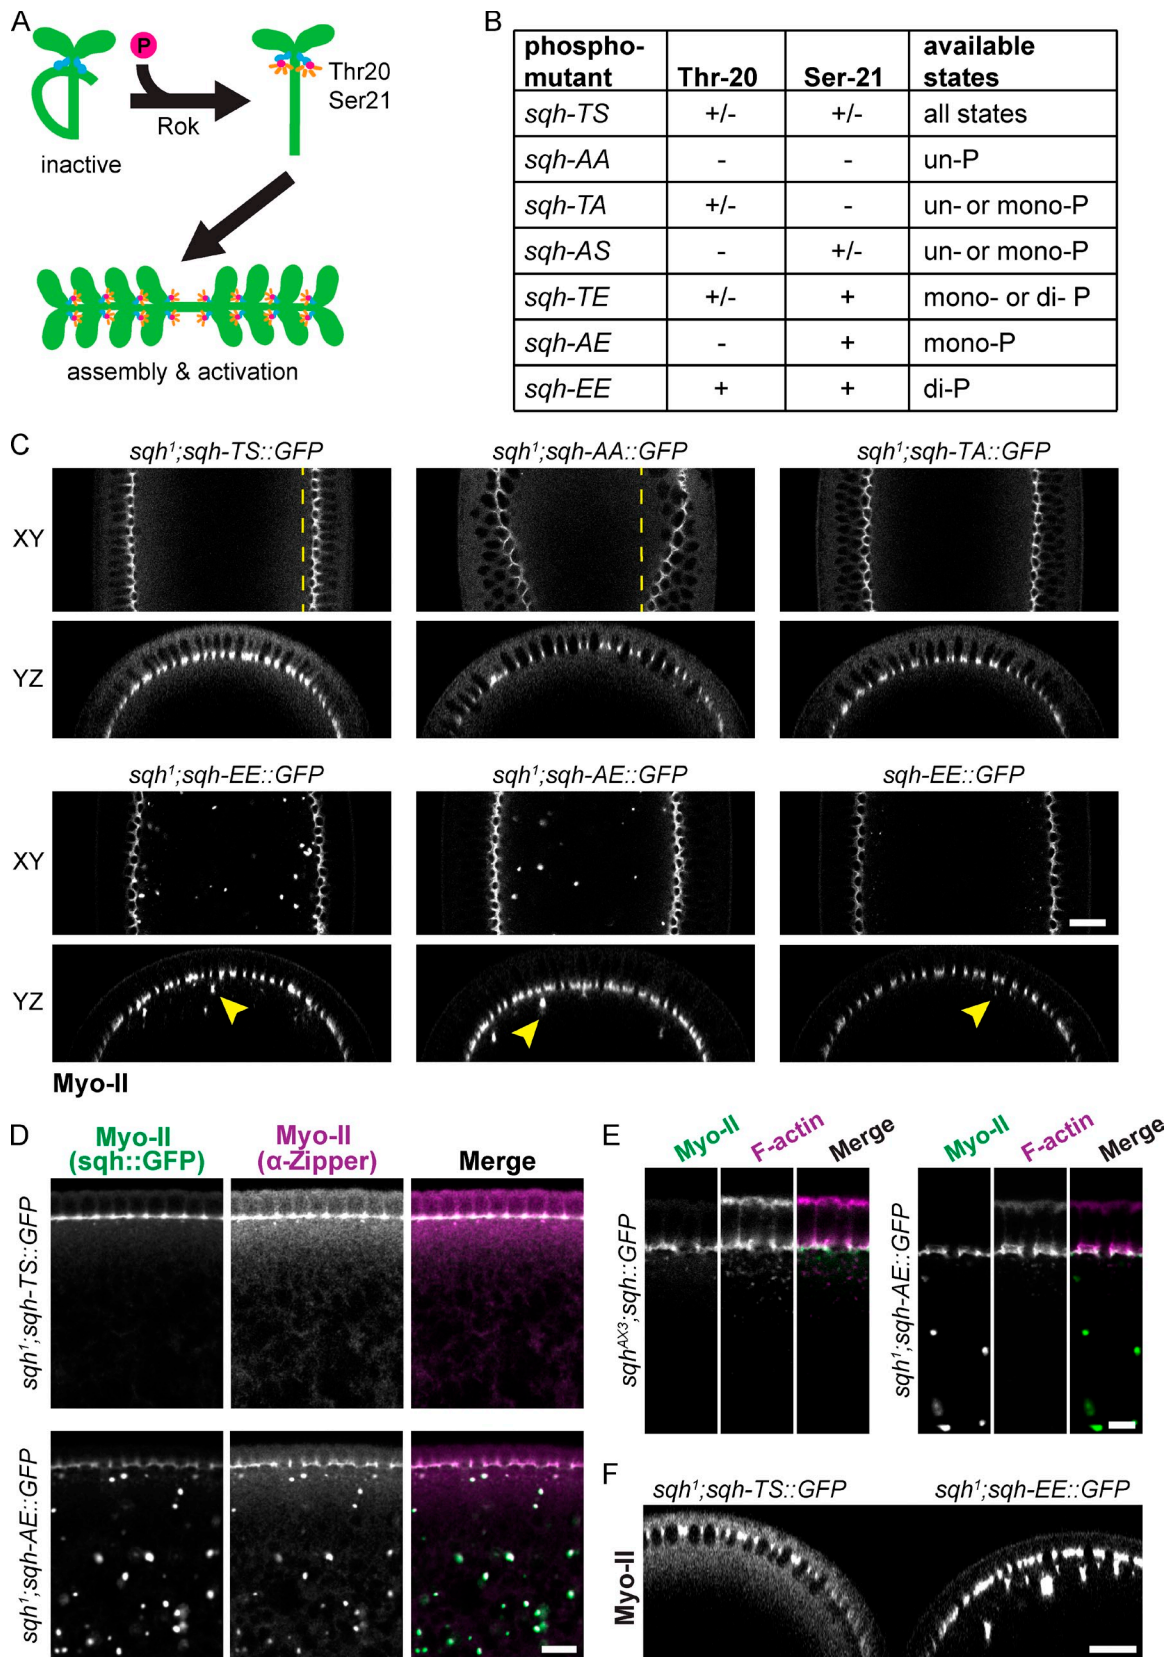 A
P
Thr20
Ser21
Rok
inactive
assembly & activation
B
phospho-mutant Thr-20 Ser-21 available states
sqh-TS +/- +/- all states
sqh-AA - - un-P
sqh-TA +/- - un- or mono-P
sqh-AS - +/- un- or mono-P
sqh-TE +/- + mono- or di- P
sqh-AE - + mono-P
sqh-EE + + di-P
C
sqh¹;sqh-TS::GFP sqh¹;sqh-AA::GFP sqh¹;sqh-TA::GFP
XY
YZ
sqh¹;sqh-EE::GFP sqh¹;sqh-AE::GFP sqh-EE::GFP
XY
YZ
Myo-II
D
Myo-II (sqh::GFP)
Myo-II (α-Zipper)
Merge
sqh¹;sqh-TS::GFP
sqh¹;sqh-AE::GFP
E
Myo-II F-actin Merge
Myo-II F-actin Merge
sqhᴬˣ³;sqh::GFP
sqh¹;sqh-AE::GFP
F
sqh¹;sqh-TS::GFP sqh¹;sqh-EE::GFP
Myo-II